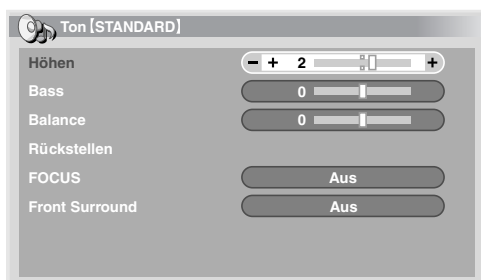 Ton [STANDARD]
Höhen - + 2 +
Bass 0
Balance 0
Rückstellen
FOCUS Aus
Front Surround Aus